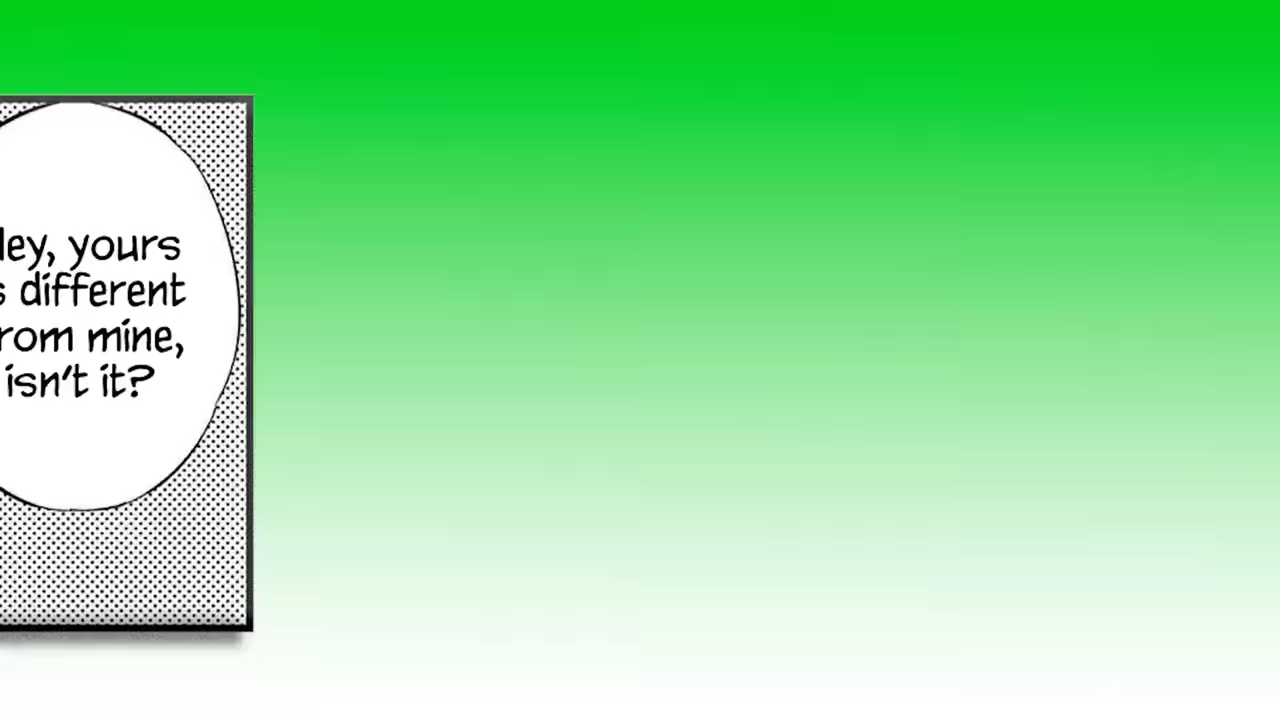 ley, yours
s different
rom mine,
isn't it?